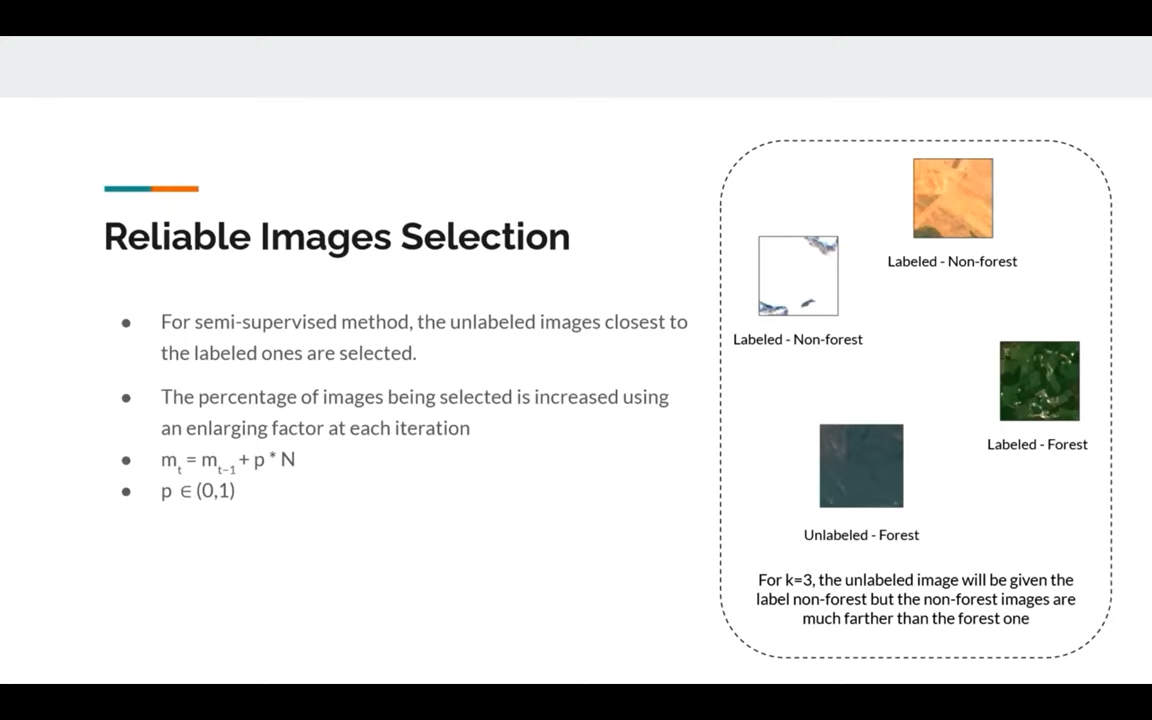 Reliable Images Selection
● For semi-supervised method, the unlabeled images closest to
the labeled ones are selected.
● The percentage of images being selected is increased using
an enlarging factor at each iteration
● mₜ = mₜ₋₁ + p * N
● p ∈ (0,1)
Labeled - Non-forest
Labeled - Non-forest
Labeled - Forest
Unlabeled - Forest
For k=3, the unlabeled image will be given the
label non-forest but the non-forest images are
much farther than the forest one